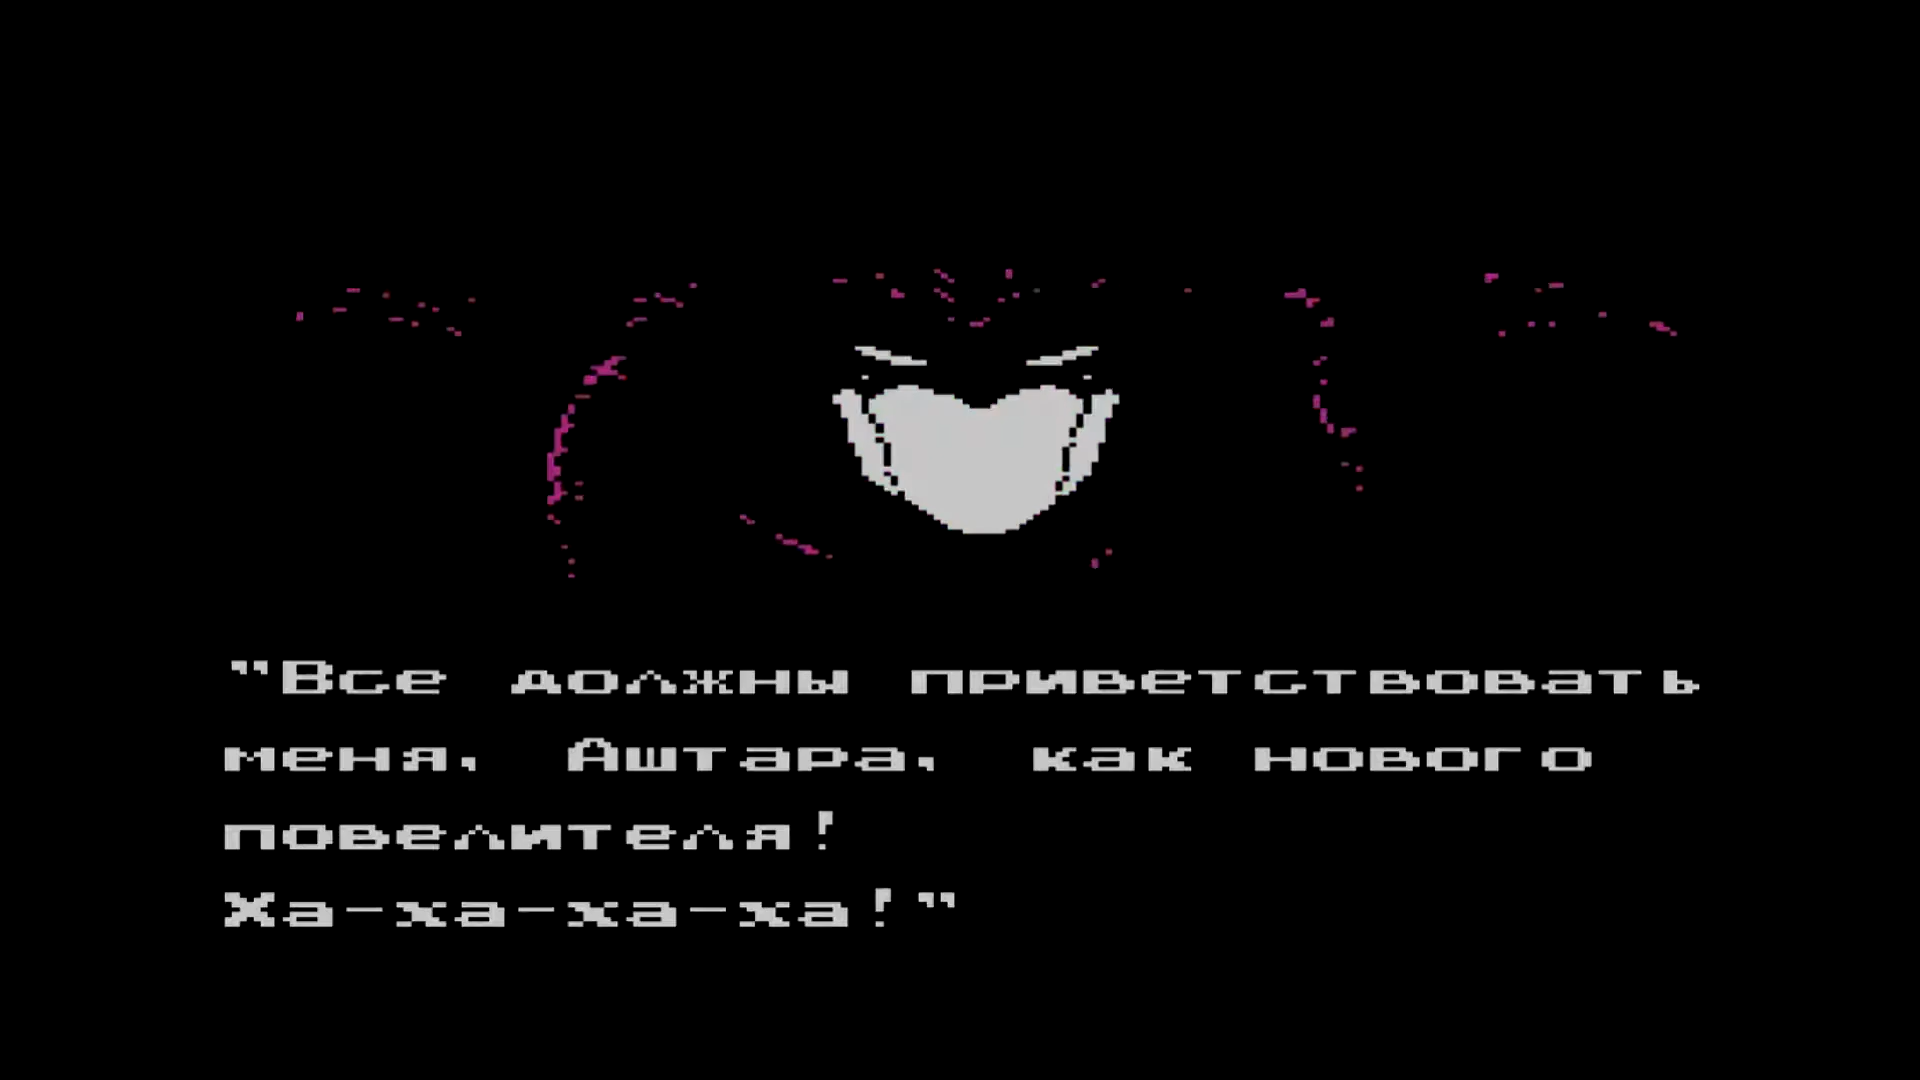 "Все должны приветствовать
меня, Аштара, как нового
повелителя!
Ха-ха-ха-ха!"